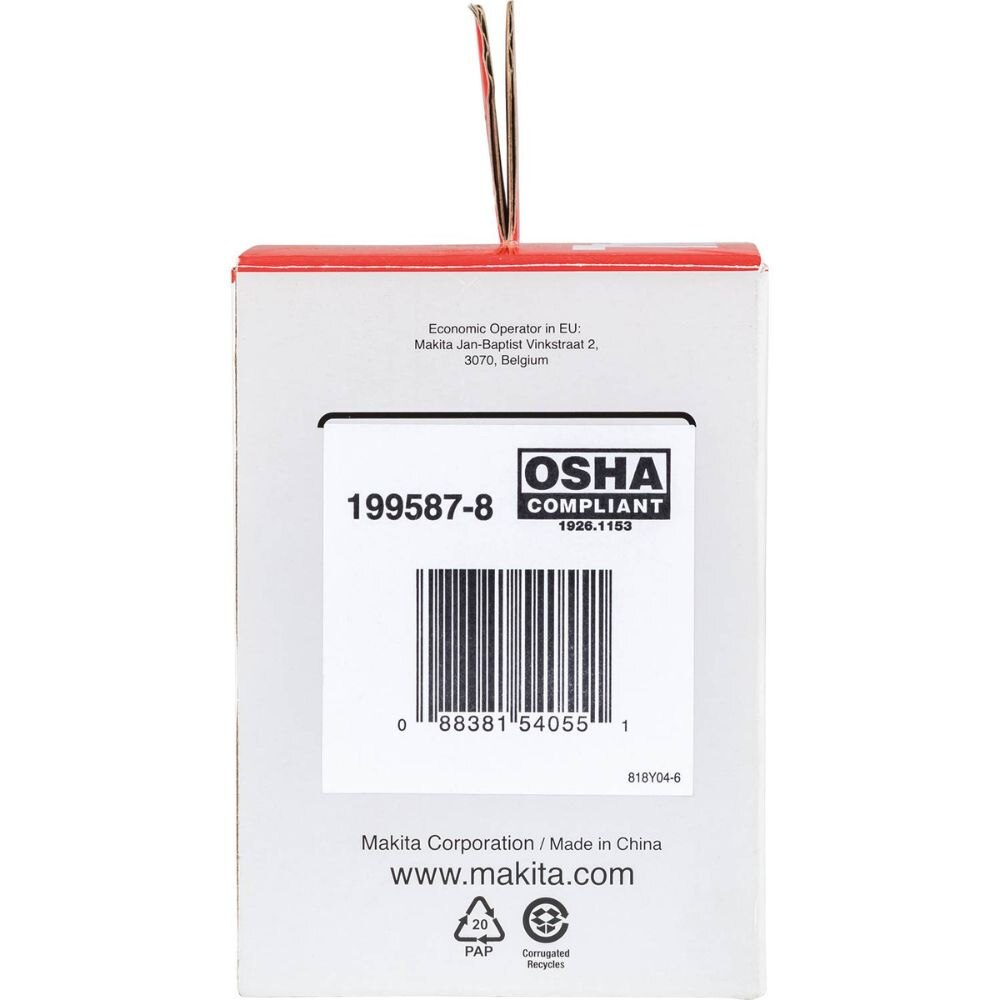 Economic Operator in EU:
Makita Jan-Baptist Vinkstraat 2,
3070, Belgium
199587-8
OSHA
COMPLIANT
1926.1153
0 88381 54055 1
818Y04-6
Makita Corporation / Made in China
www.makita.com
20
PAP
Corrugated
Recycles